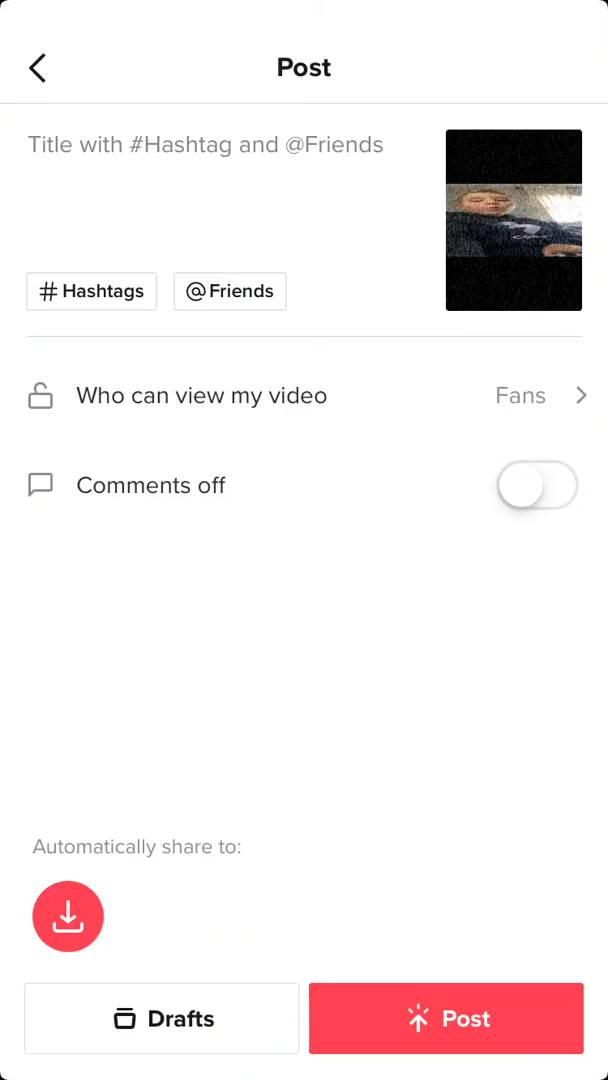 Post
Title with #Hashtag and @Friends
# Hashtags
@ Friends
Who can view my video
Fans
Comments off
Automatically share to:
Drafts
Post